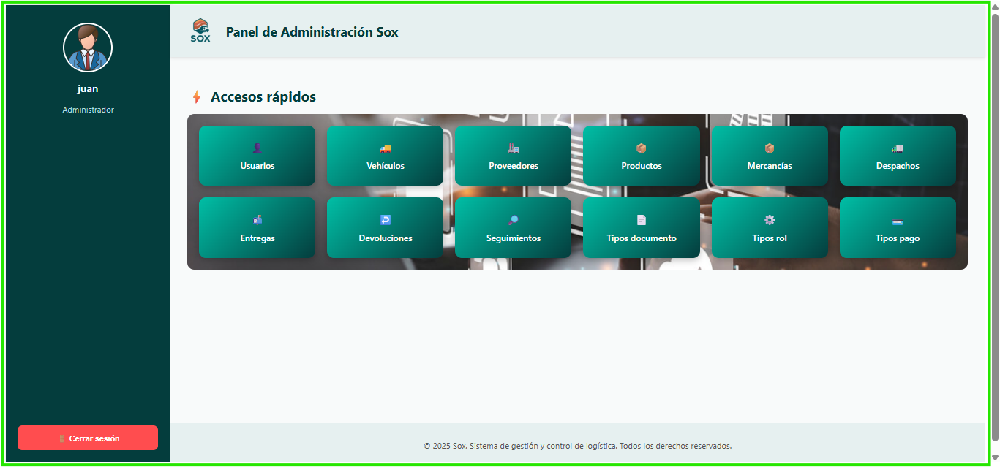 juan
Administrador
Cerrar sesión
SOX
Panel de Administración Sox
Accesos rápidos
Usuarios
Vehículos
Proveedores
Productos
Mercancías
Despachos
Entregas
Devoluciones
Seguimientos
Tipos documento
Tipos rol
Tipos pago
© 2025 Sox. Sistema de gestión y control de logística. Todos los derechos reservados.